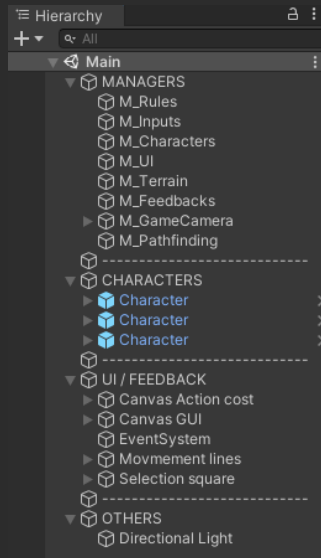 Hierarchy
All
Main
MANAGERS
M_Rules
M_Inputs
M_Characters
M_UI
M_Terrain
M_Feedbacks
M_GameCamera
M_Pathfinding
-----------------------------
CHARACTERS
Character
Character
Character
-----------------------------
UI / FEEDBACK
Canvas Action cost
Canvas GUI
EventSystem
Movmement lines
Selection square
-----------------------------
OTHERS
Directional Light